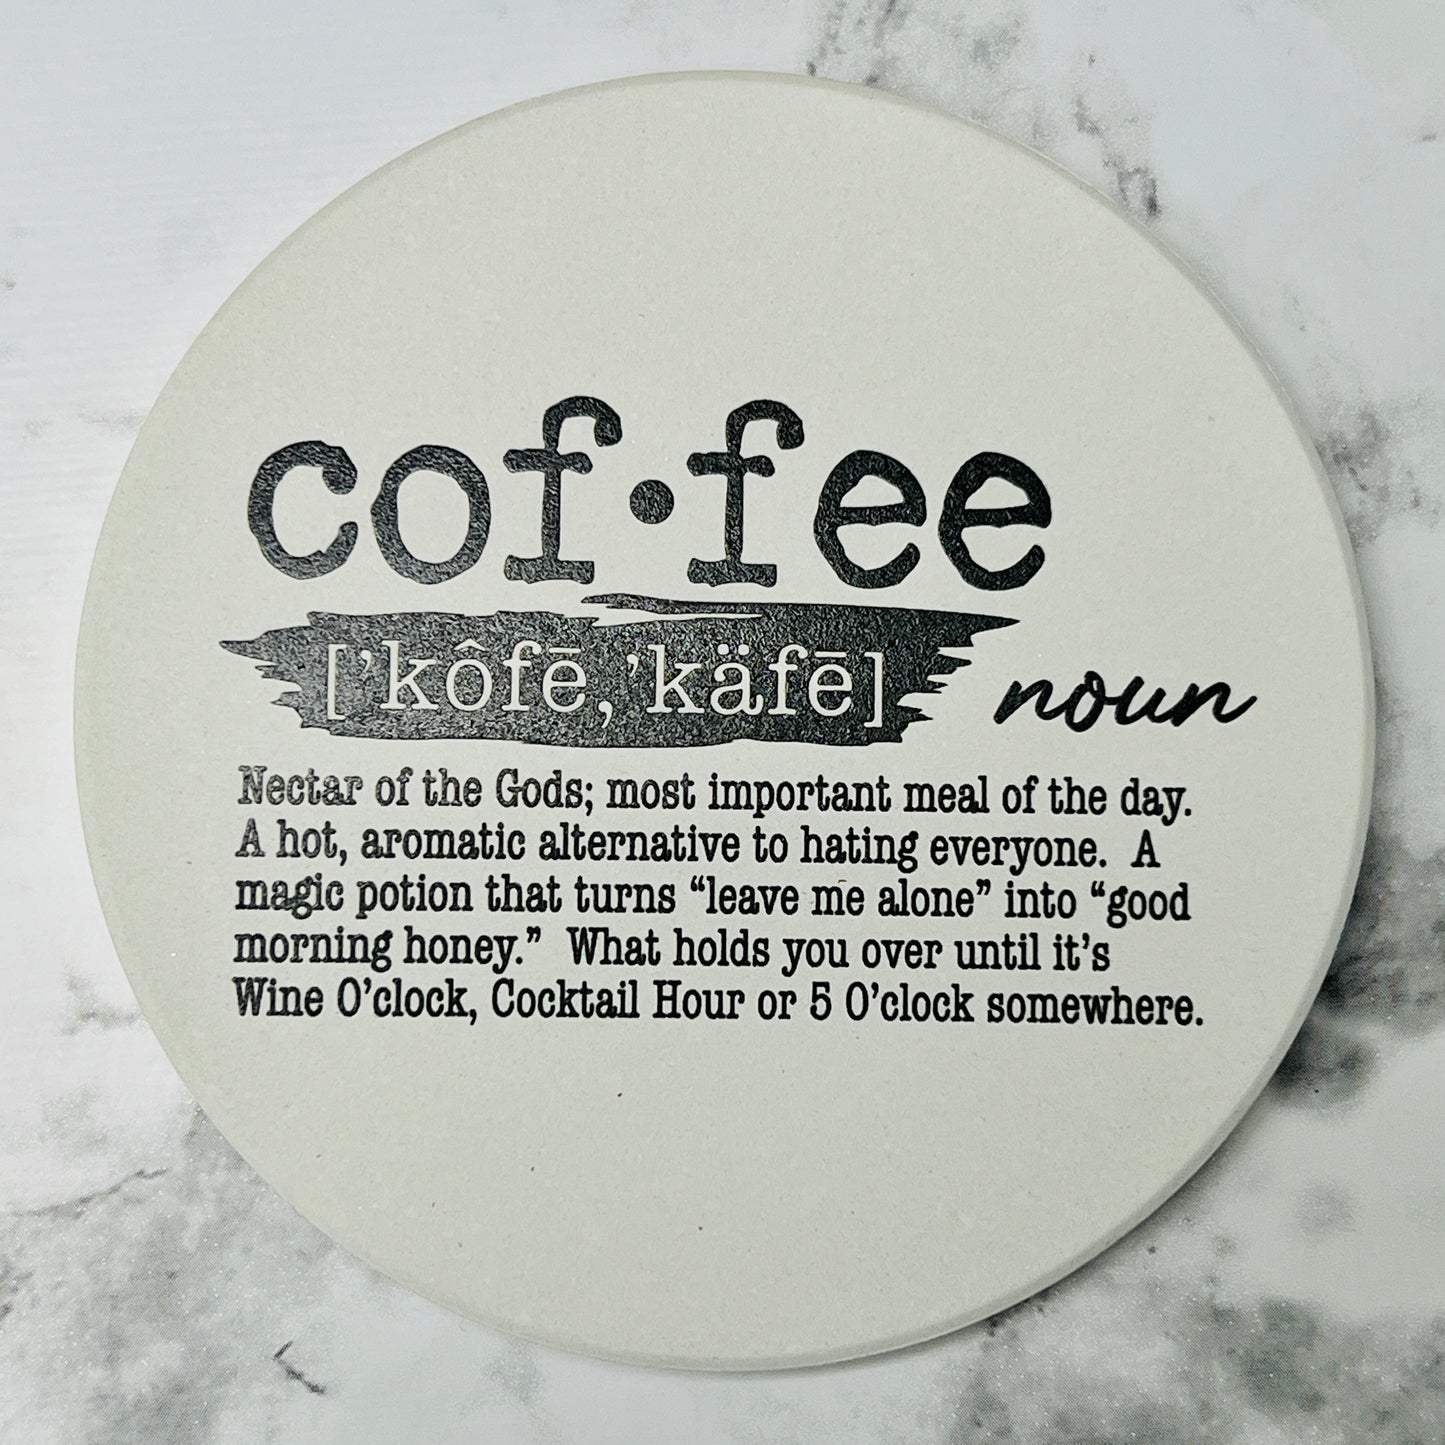 cof·fee
['kôfē,'käfē] noun
Nectar of the Gods; most important meal of the day.
A hot, aromatic alternative to hating everyone.  A
magic potion that turns “leave me alone” into “good
morning honey.”  What holds you over until it’s
Wine O’clock, Cocktail Hour or 5 O’clock somewhere.